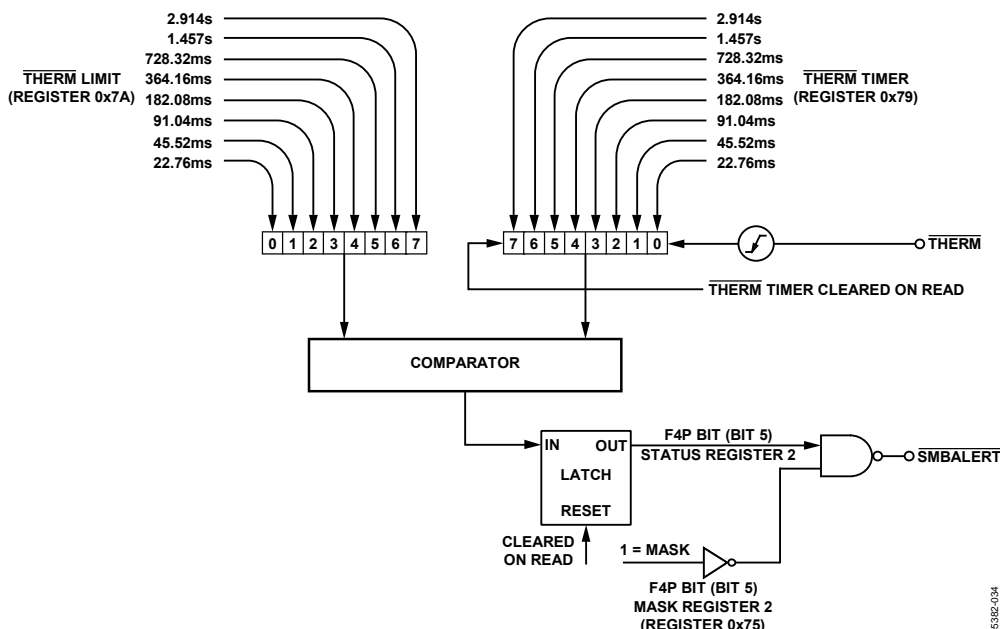 2.914s
1.457s
728.32ms
364.16ms
182.08ms
91.04ms
45.52ms
22.76ms
THERM LIMIT
(REGISTER 0x7A)
2.914s
1.457s
728.32ms
364.16ms
182.08ms
91.04ms
45.52ms
22.76ms
THERM TIMER
(REGISTER 0x79)
0 1 2 3 4 5 6 7
7 6 5 4 3 2 1 0
THERM
THERM TIMER CLEARED ON READ
COMPARATOR
IN OUT
LATCH
RESET
F4P BIT (BIT 5)
STATUS REGISTER 2
SMBALERT
CLEARED
ON READ
1 = MASK
F4P BIT (BIT 5)
MASK REGISTER 2
(REGISTER 0x75)
5382-034